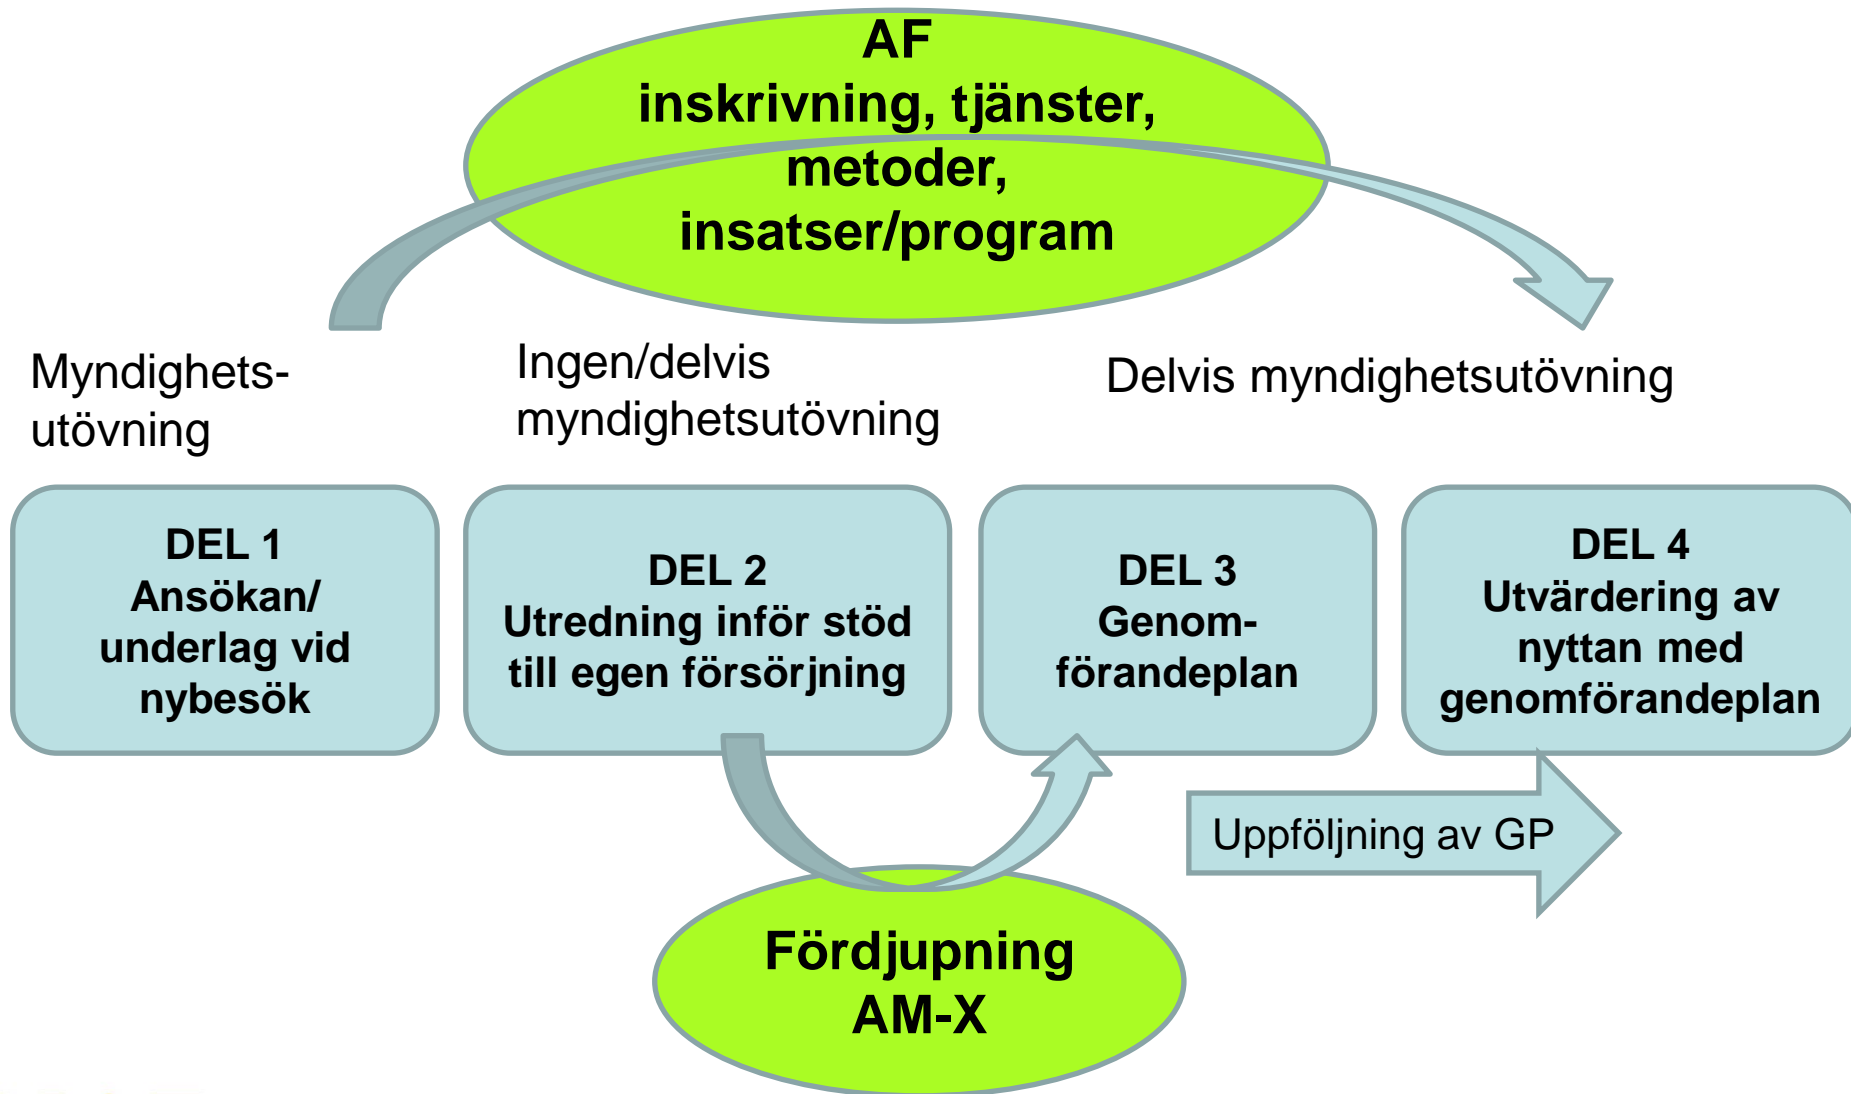 AF
inskrivning, tjänster,
metoder,
insatser/program
Myndighets-
utövning
Ingen/delvis
myndighetsutövning
Delvis myndighetsutövning
DEL 1
Ansökan/
underlag vid
nybesök
DEL 2
Utredning inför stöd
till egen försörjning
DEL 3
Genom-
förandeplan
DEL 4
Utvärdering av
nyttan med
genomförandeplan
Uppföljning av GP
Fördjupning
AM-X